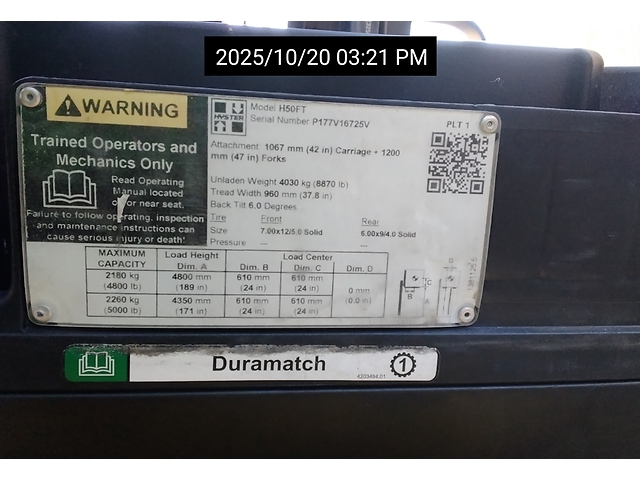 2025/10/20 03:21 PM
WARNING
Trained Operators and
Mechanics Only
Read Operating
Manual located
on or near seat.
Failure to follow operating, inspection
and maintenance instructions can
cause serious injury or death!
HYSTER
Model H50FT
Serial Number P177V16725V
PLT 1
Attachment 1067 mm (42 in) Carriage + 1200
mm (47 in) Forks
Unladen Weight 4030 kg (8870 lb)
Tread Width 960 mm (37.8 in)
Back Tilt 6.0 Degrees
Tire Front Rear
Size 7.00x12/5.0 Solid 6.00x9/4.0 Solid
Pressure --- ---
MAXIMUM CAPACITY Load Height Dim. A Load Center Dim. B Dim. C Dim. D
2180 kg 4800 mm 610 mm 610 mm
(4800 lb) (189 in) (24 in) (24 in)
0 mm
(0.0 in)
2260 kg 4350 mm 610 mm 610 mm
(5000 lb) (171 in) (24 in) (24 in)
D
C
B
A
Duramatch
1
4203484.01